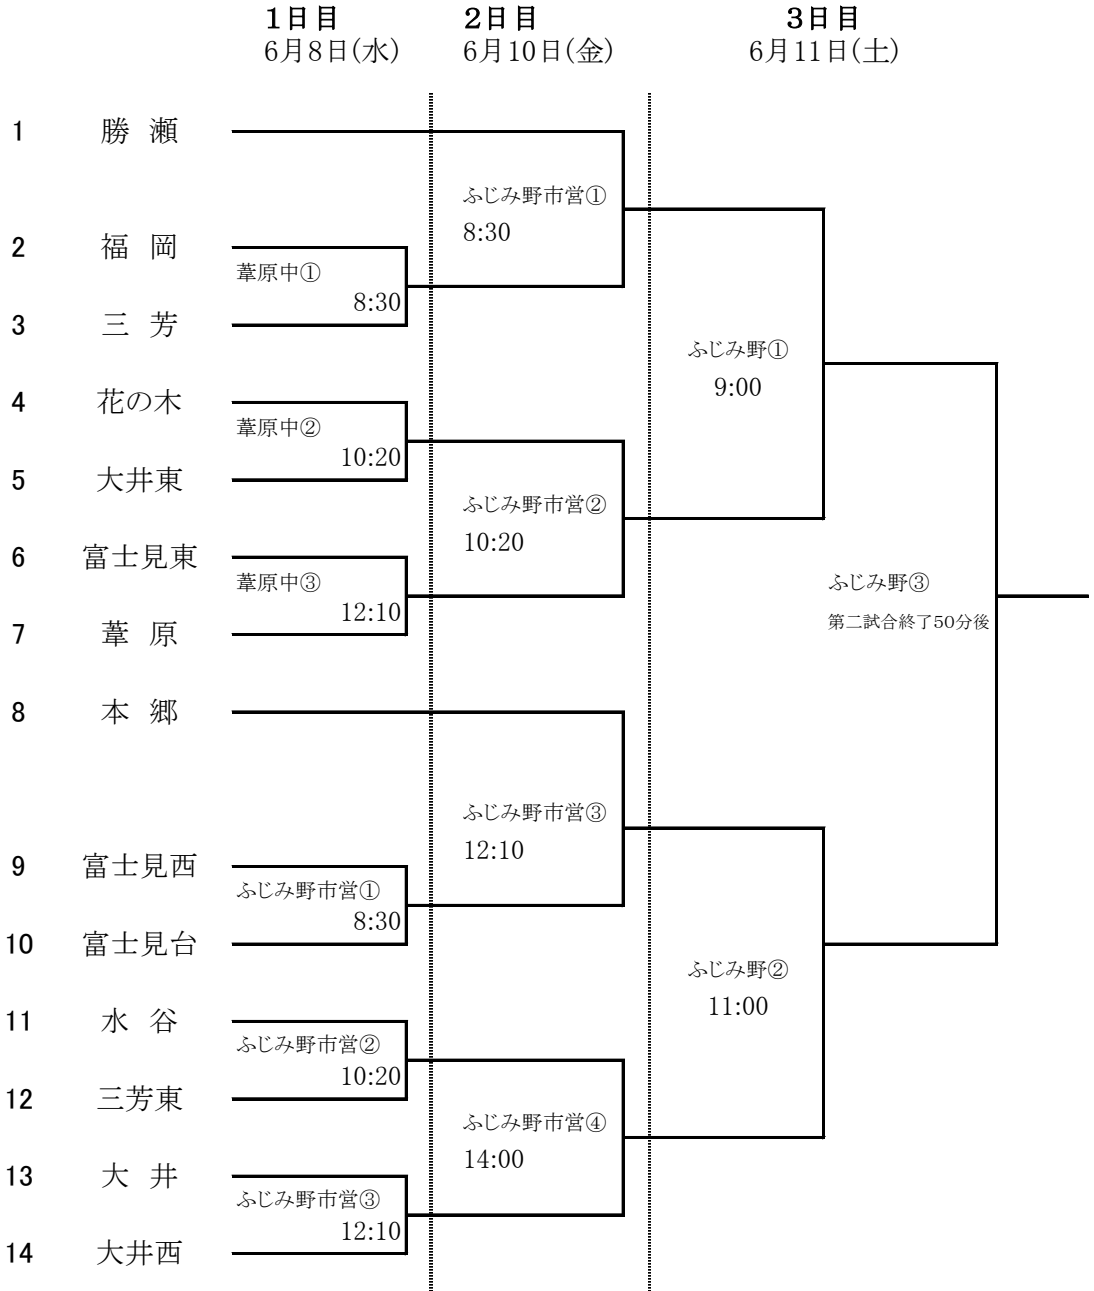 1日目 2日目 3日目
6月8日(水) 6月10日(金) 6月11日(土)
1 勝 瀬
ふじみ野市営①
8:30
2 福 岡
葦原中①
8:30
3 三 芳
ふじみ野①
9:00
4 花の木
葦原中②
10:20
5 大井東
ふじみ野市営②
10:20
6 富士見東
葦原中③
12:10
ふじみ野③
第二試合終了50分後
7 葦 原
8 本 郷
ふじみ野市営③
12:10
9 富士見西
ふじみ野市営①
8:30
10 富士見台
ふじみ野②
11:00
11 水 谷
ふじみ野市営②
10:20
12 三芳東
ふじみ野市営④
14:00
13 大 井
ふじみ野市営③
12:10
14 大井西